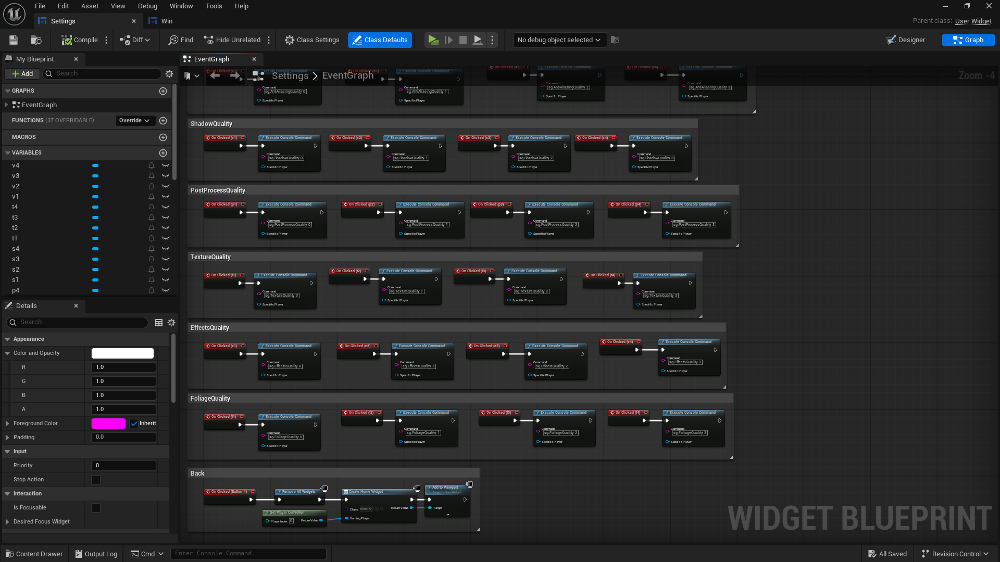 File Edit Asset View Debug Window Tools Help
Settings
Win
Parent class: User Widget
Compile
Diff
Find
Hide Unrelated
Class Settings
Class Defaults
No debug object selected
Designer
Graph
My Blueprint
EventGraph
Add
Search
Settings > EventGraph
Zoom -4
GRAPHS
EventGraph
FUNCTIONS (37 OVERRIDABLE)
Override
MACROS
VARIABLES
v4
v3
v2
v1
t4
t3
t2
t1
s4
s3
s2
s1
p4
Details
Search
Appearance
Color and Opacity
R 1.0
G 1.0
B 1.0
A 1.0
Foreground Color Inherit
Padding 0.0
Input
Priority 0
Stop Action
Interaction
Is Focusable
Desired Focus Widget
On Clicked (a1) Execute Console Command On Clicked (a2) Execute Console Command On Clicked (a3) Execute Console Command On Clicked (a4) Execute Console Command
Command Command Command Command
sg.AntiAliasingQuality 0 sg.AntiAliasingQuality 1 sg.AntiAliasingQuality 2 sg.AntiAliasingQuality 3
Specific Player Specific Player Specific Player Specific Player
ShadowQuality
On Clicked (s1) Execute Console Command On Clicked (s2) Execute Console Command On Clicked (s3) Execute Console Command On Clicked (s4) Execute Console Command
Command Command Command Command
sg.ShadowQuality 0 sg.ShadowQuality 1 sg.ShadowQuality 2 sg.ShadowQuality 3
Specific Player Specific Player Specific Player Specific Player
PostProcessQuality
On Clicked (p1) Execute Console Command On Clicked (p2) Execute Console Command On Clicked (p3) Execute Console Command On Clicked (p4) Execute Console Command
Command Command Command Command
sg.PostProcessQuality 0 sg.PostProcessQuality 1 sg.PostProcessQuality 2 sg.PostProcessQuality 3
Specific Player Specific Player Specific Player Specific Player
TextureQuality
On Clicked (t1) Execute Console Command On Clicked (t2) Execute Console Command On Clicked (t3) Execute Console Command On Clicked (t4) Execute Console Command
Command Command Command Command
sg.TextureQuality 0 sg.TextureQuality 1 sg.TextureQuality 2 sg.TextureQuality 3
Specific Player Specific Player Specific Player Specific Player
EffectsQuality
On Clicked (e1) Execute Console Command On Clicked (e2) Execute Console Command On Clicked (e3) Execute Console Command On Clicked (e4) Execute Console Command
Command Command Command Command
sg.EffectsQuality 0 sg.EffectsQuality 1 sg.EffectsQuality 2 sg.EffectsQuality 3
Specific Player Specific Player Specific Player Specific Player
FoliageQuality
On Clicked (f1) Execute Console Command On Clicked (f2) Execute Console Command On Clicked (f3) Execute Console Command On Clicked (f4) Execute Console Command
Command Command Command Command
sg.FoliageQuality 0 sg.FoliageQuality 1 sg.FoliageQuality 2 sg.FoliageQuality 3
Specific Player Specific Player Specific Player Specific Player
Back
On Clicked (Button_1) Remove All Widgets Create Home Widget Add to Viewport
Target is User Widget
Class Home Return Value Target
Get Player Controller
Player Index 0 Return Value Owning Player
WIDGET BLUEPRINT
Content Drawer
Output Log
Cmd
Enter Console Command
All Saved
Revision Control